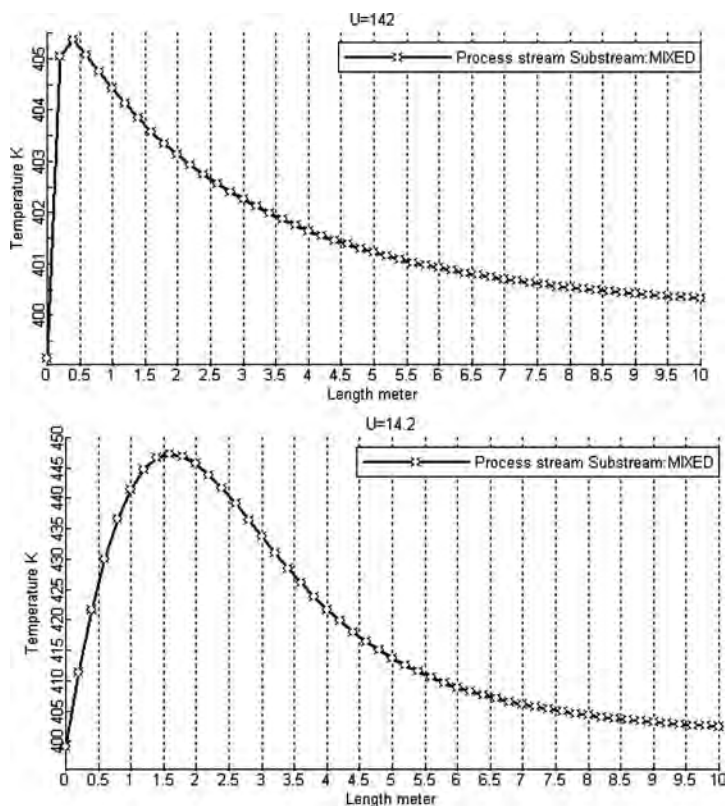 U=142
Process stream Substream:MIXED
Temperature K
405
404
403
402
401
400
0 0.5 1 1.5 2 2.5 3 3.5 4 4.5 5 5.5 6 6.5 7 7.5 8 8.5 9 9.5 10
Length meter
U=14.2
Process stream Substream:MIXED
Temperature K
450
445
440
435
430
425
420
415
410
405
400
0 0.5 1 1.5 2 2.5 3 3.5 4 4.5 5 5.5 6 6.5 7 7.5 8 8.5 9 9.5 10
Length meter